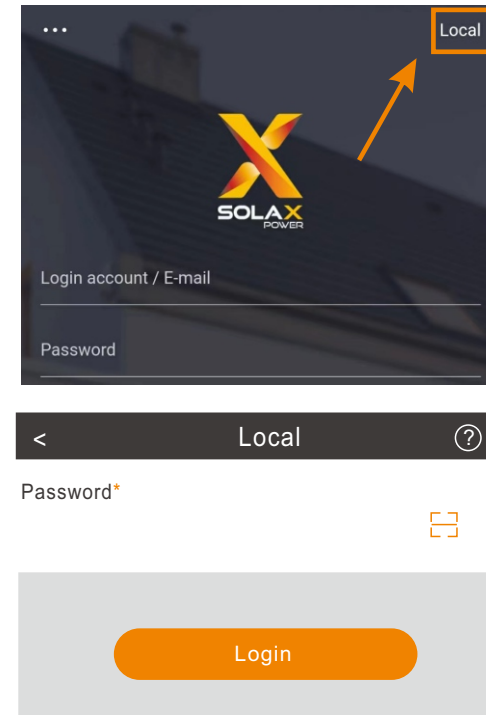 ... Local
SOLAX
POWER
Login account / E-mail
Password
< Local ?
Password*
Login